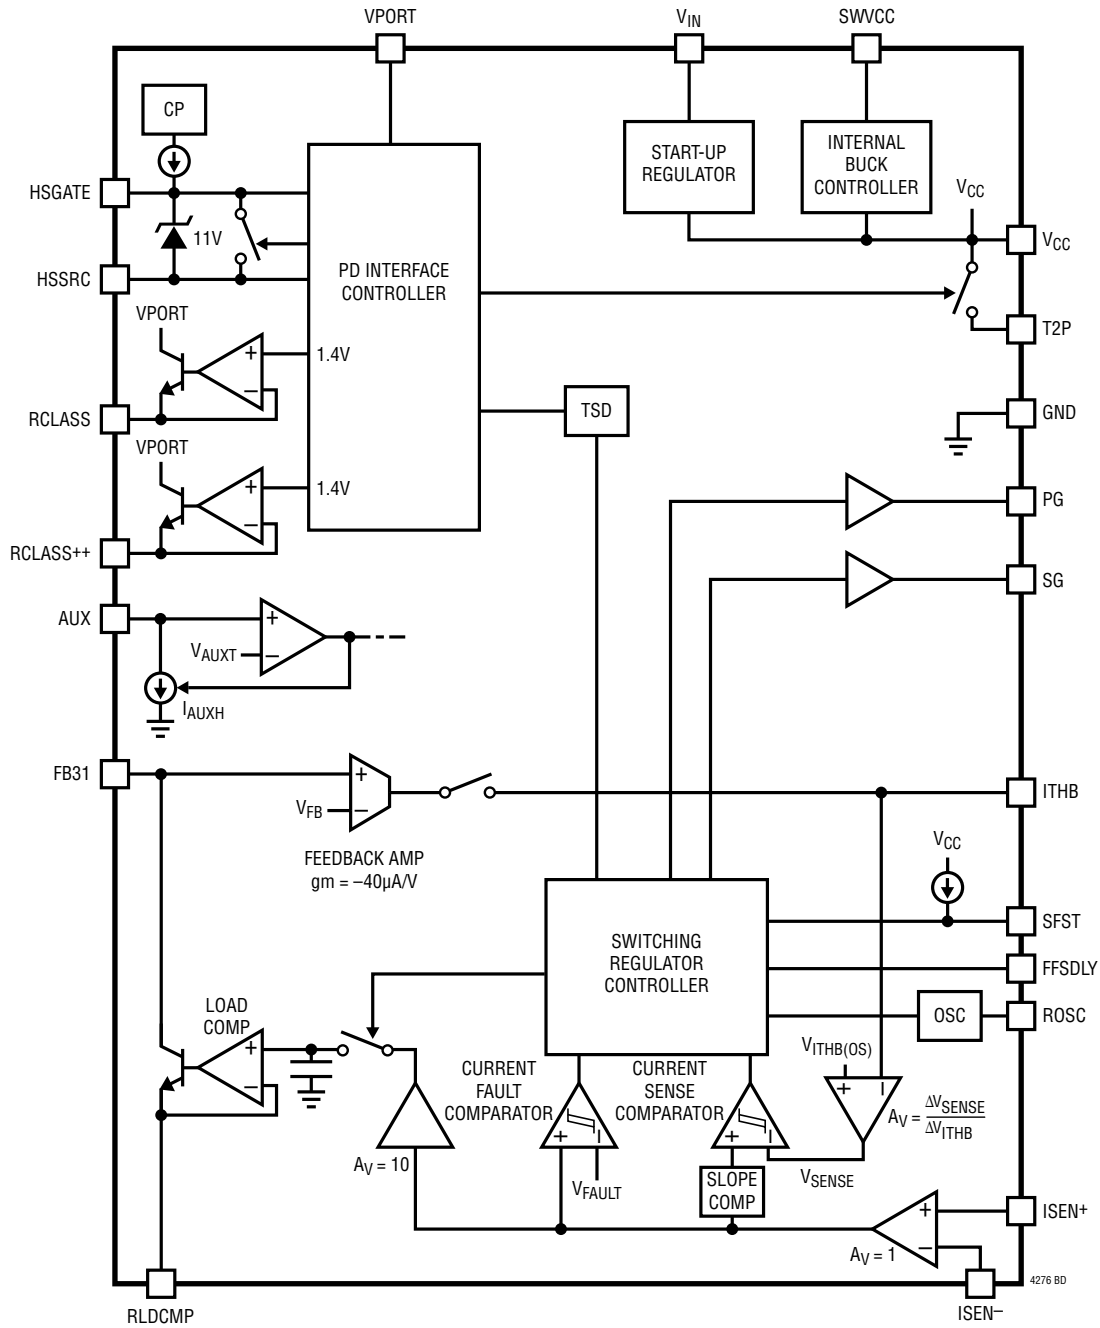 VPORT
VIN
SWVCC
CP
HSGATE
11V
HSSRC
START-UP
REGULATOR
INTERNAL
BUCK
CONTROLLER
VCC
VCC
PD INTERFACE
CONTROLLER
T2P
VPORT
+
1.4V
–
RCLASS
TSD
GND
VPORT
+
1.4V
–
RCLASS++
PG
SG
AUX
+
VAUXT
–
IAUXH
FB31
+
VFB
–
ITHB
FEEDBACK AMP
gm = –40µA/V
VCC
SFST
SWITCHING
REGULATOR
CONTROLLER
FFSDLY
OSC
ROSC
LOAD
COMP
+
–
CURRENT
FAULT
COMPARATOR
+
–
CURRENT
SENSE
COMPARATOR
+
–
VITHB(OS)
+
–
AV = ΔVSENSE
ΔVITHB
AV = 10
VFAULT
SLOPE
COMP
VSENSE
+
ISEN+
–
AV = 1
4276 BD
RLDCMP
ISEN–